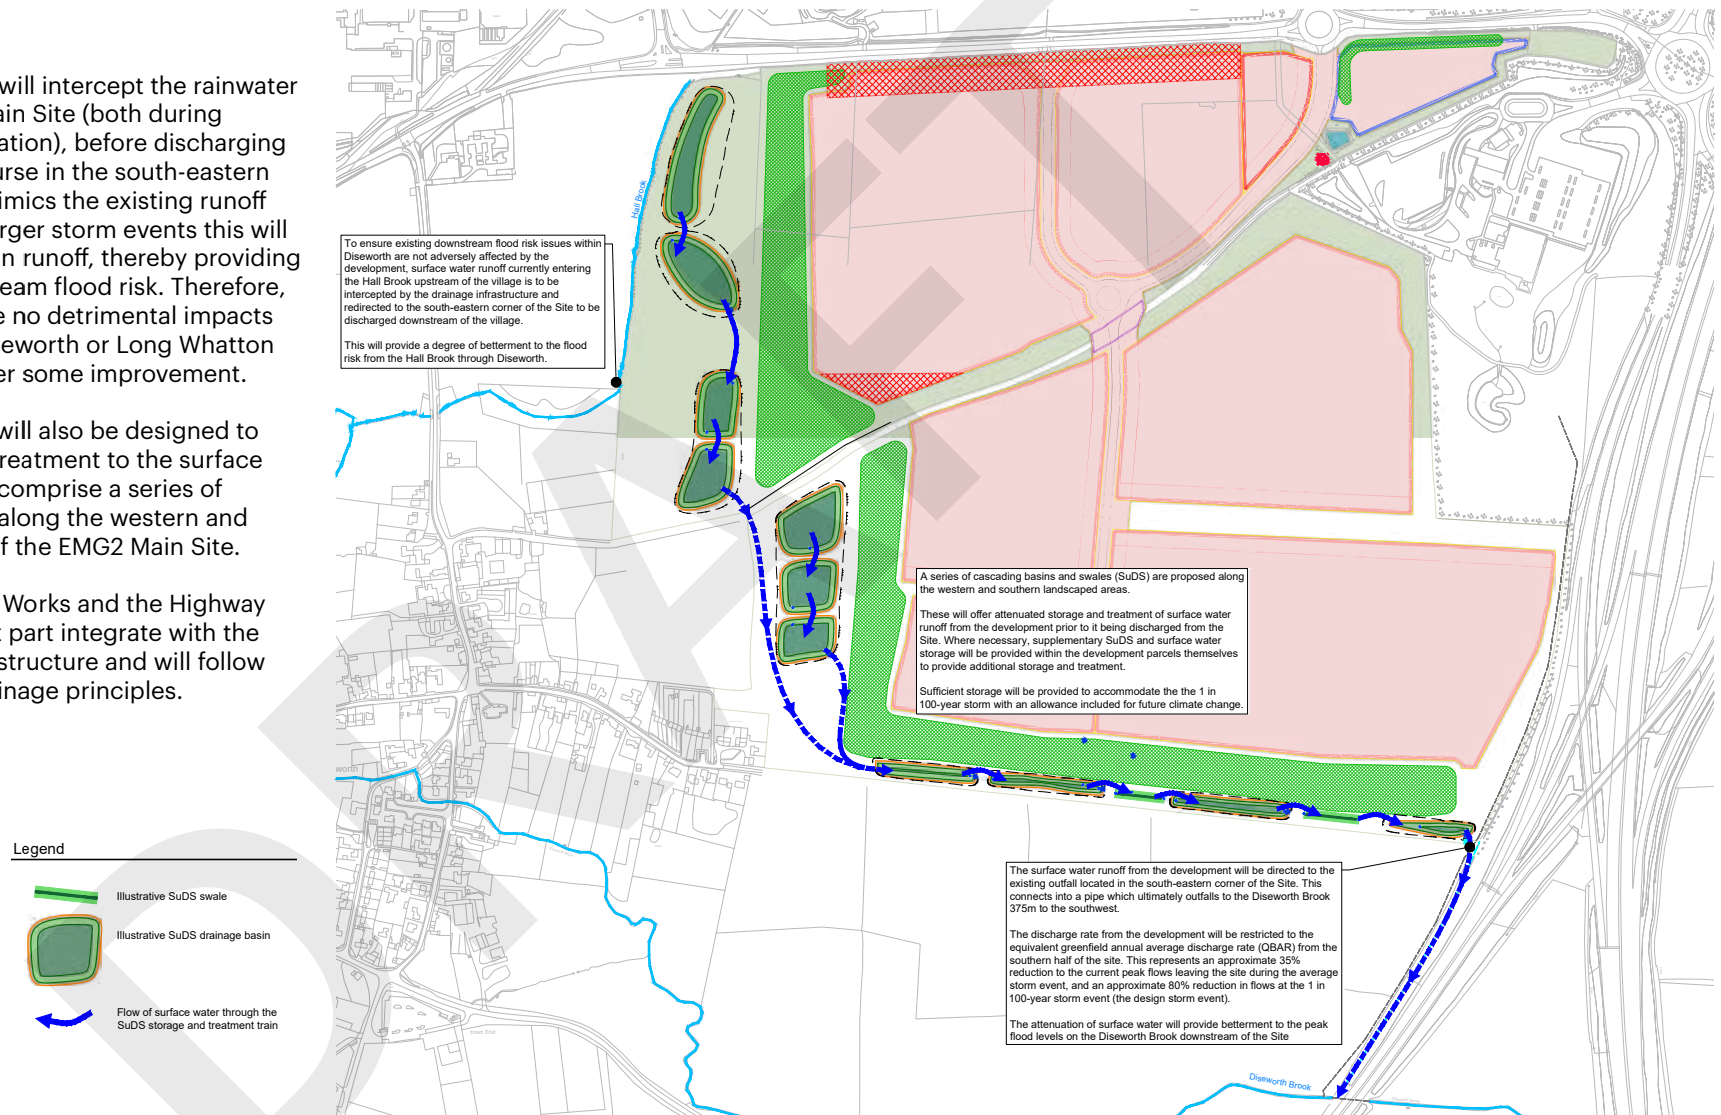 will intercept the rainwater
ain Site (both during
ation), before discharging
urse in the south-eastern
imics the existing runoff
rger storm events this will
n runoff, thereby providing
eam flood risk. Therefore,
e no detrimental impacts
seworth or Long Whatton
er some improvement.
will also be designed to
reatment to the surface
comprise a series of
along the western and
f the EMG2 Main Site.
Works and the Highway
t part integrate with the
structure and will follow
inage principles.
Legend
Illustrative SuDS swale
Illustrative SuDS drainage basin
Flow of surface water through the
SuDS storage and treatment train
Hall Brook
To ensure existing downstream flood risk issues within
Diseworth are not adversely affected by the
development, surface water runoff currently entering
the Hall Brook upstream of the village is to be
intercepted by the drainage infrastructure and
redirected to the south-eastern corner of the Site to be
discharged downstream of the village.
This will provide a degree of betterment to the flood
risk from the Hall Brook through Diseworth.
A series of cascading basins and swales (SuDS) are proposed along
the western and southern landscaped areas.
These will offer attenuated storage and treatment of surface water
runoff from the development prior to it being discharged from the
Site. Where necessary, supplementary SuDS and surface water
storage will be provided within the development parcels themselves
to provide additional storage and treatment.
Sufficient storage will be provided to accommodate the the 1 in
100-year storm with an allowance included for future climate change.
The surface water runoff from the development will be directed to the
existing outfall located in the south-eastern corner of the Site. This
connects into a pipe which ultimately outfalls to the Diseworth Brook
375m to the southwest.
The discharge rate from the development will be restricted to the
equivalent greenfield annual average discharge rate (QBAR) from the
southern half of the site. This represents an approximate 35%
reduction to the current peak flows leaving the site during the average
storm event, and an approximate 80% reduction in flows at the 1 in
100-year storm event (the design storm event).
The attenuation of surface water will provide betterment to the peak
flood levels on the Diseworth Brook downstream of the Site
worth
Town End
Diseworth Brook
DRAFT